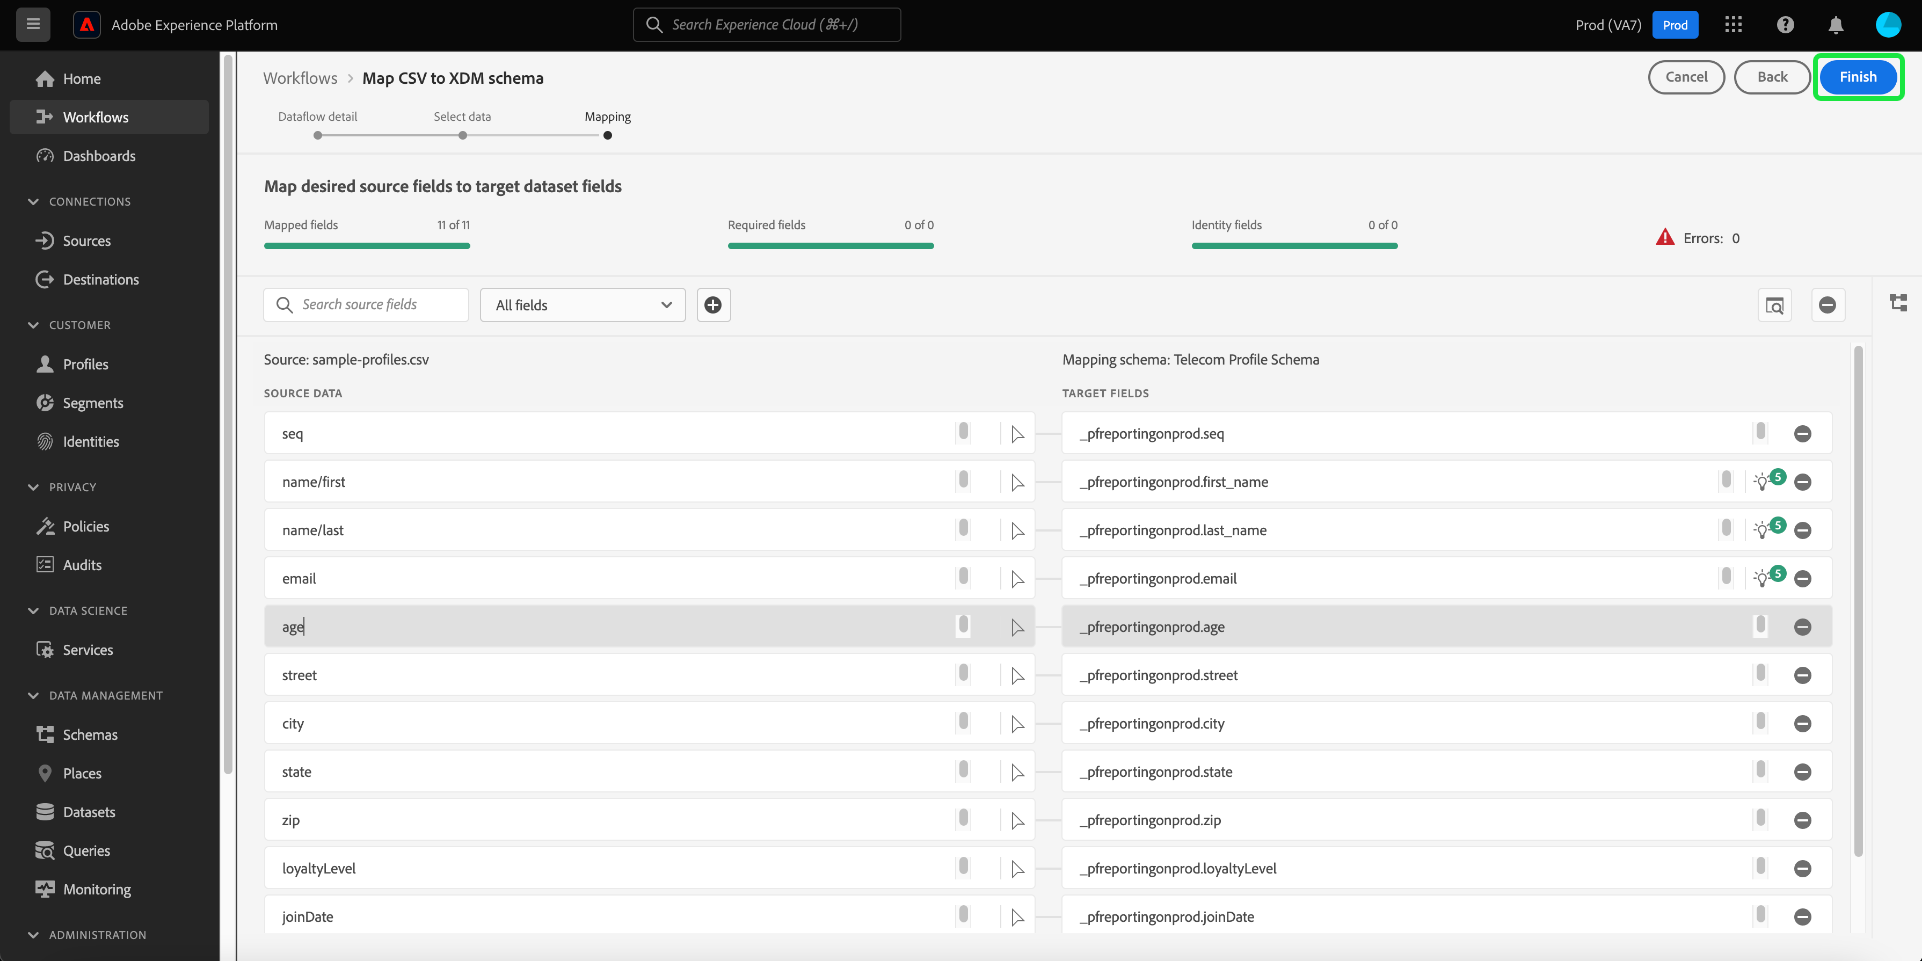 Adobe Experience Platform
Search Experience Cloud (⌘+/)
Prod (VA7)
Prod
Home
Workflows
Dashboards
CONNECTIONS
Sources
Destinations
CUSTOMER
Profiles
Segments
Identities
PRIVACY
Policies
Audits
DATA SCIENCE
Services
DATA MANAGEMENT
Schemas
Places
Datasets
Queries
Monitoring
ADMINISTRATION
Workflows > Map CSV to XDM schema
Cancel
Back
Finish
Dataflow detail
Select data
Mapping
Map desired source fields to target dataset fields
Mapped fields 11 of 11
Required fields 0 of 0
Identity fields 0 of 0
Errors: 0
Search source fields
All fields
Source: sample-profiles.csv
Mapping schema: Telecom Profile Schema
SOURCE DATA
TARGET FIELDS
seq
_pfreportingonprod.seq
name/first
_pfreportingonprod.first_name
5
name/last
_pfreportingonprod.last_name
5
email
_pfreportingonprod.email
5
age
_pfreportingonprod.age
street
_pfreportingonprod.street
city
_pfreportingonprod.city
state
_pfreportingonprod.state
zip
_pfreportingonprod.zip
loyaltyLevel
_pfreportingonprod.loyaltyLevel
joinDate
_pfreportingonprod.joinDate